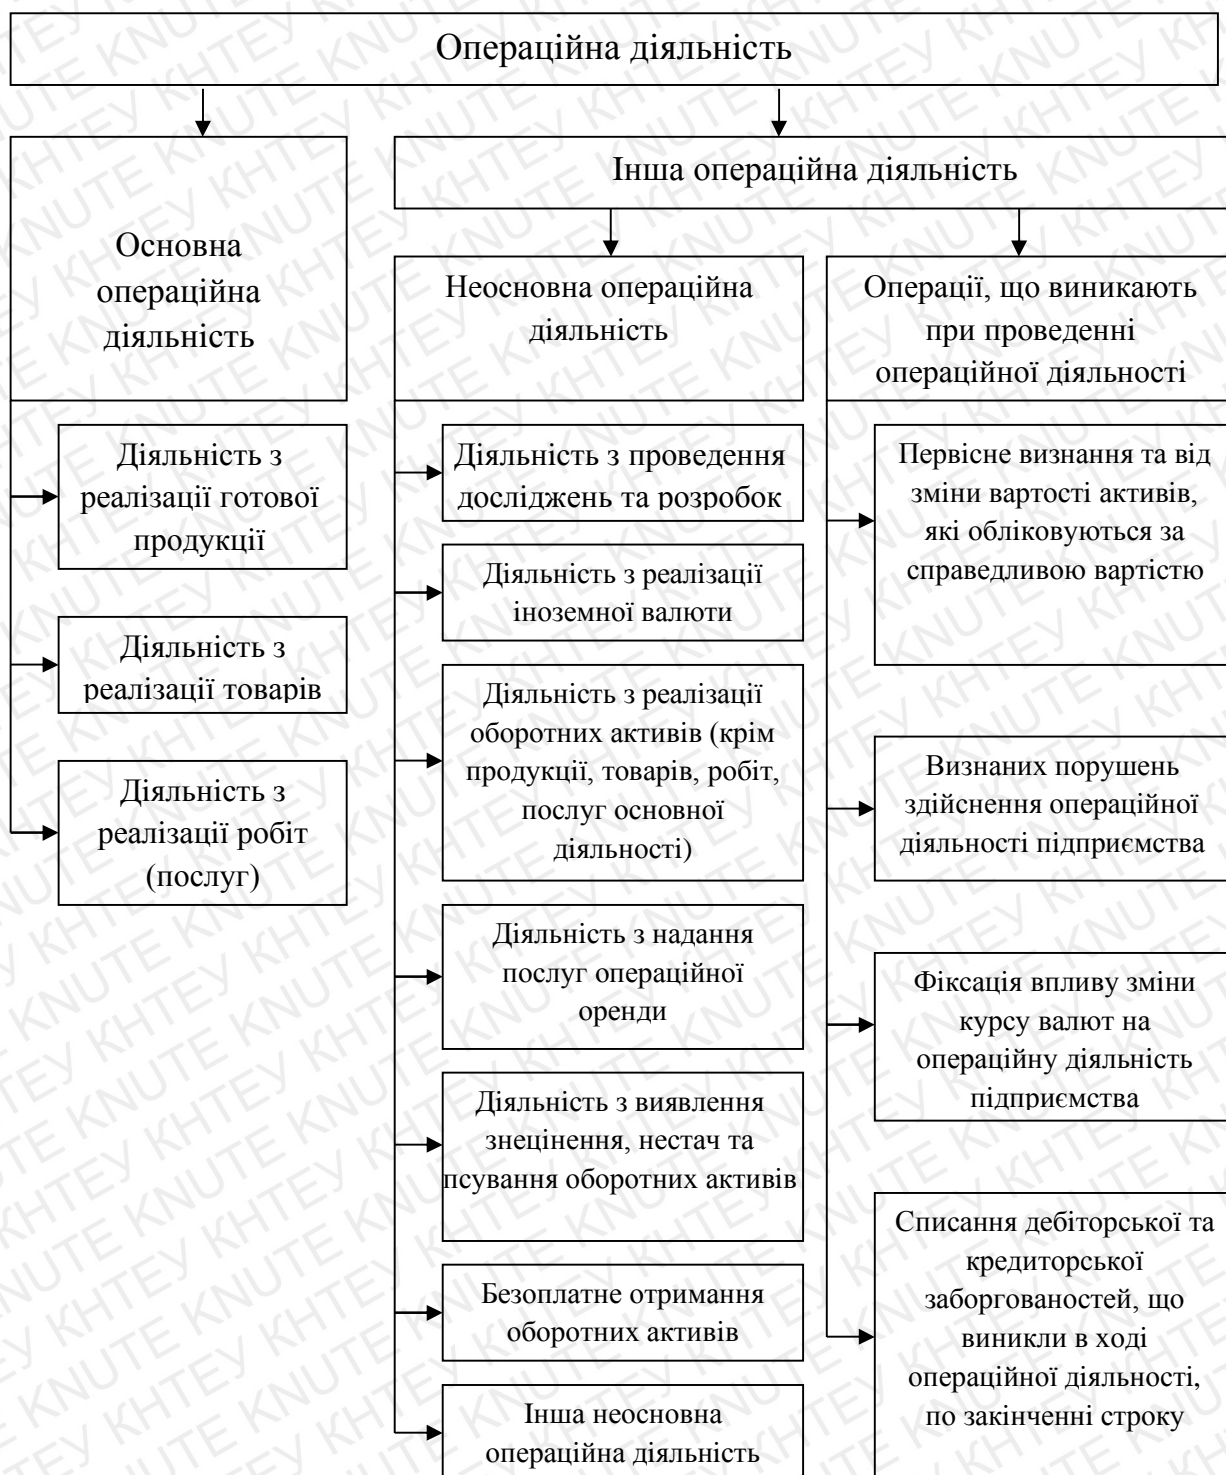 Операційна діяльність
Основна
операційна
діяльність
Діяльність з
реалізації готової
продукції
Діяльність з
реалізації товарів
Діяльність з
реалізації робіт
(послуг)
Інша операційна діяльність
Неосновна операційна
діяльність
Діяльність з проведення
досліджень та розробок
Діяльність з реалізації
іноземної валюти
Діяльність з реалізації
оборотних активів (крім
продукції, товарів, робіт,
послуг основної
діяльності)
Діяльність з надання
послуг операційної
оренди
Діяльність з виявлення
знецінення, нестач та
псування оборотних активів
Безоплатне отримання
оборотних активів
Інша неосновна
операційна діяльність
Операції, що виникають
при проведенні
операційної діяльності
Первісне визнання та від
зміни вартості активів,
які обліковуються за
справедливою вартістю
Визнаних порушень
здійснення операційної
діяльності підприємства
Фіксація впливу зміни
курсу валют на
операційну діяльність
підприємства
Списання дебіторської та
кредиторської
заборгованостей, що
виникли в ході
операційної діяльності,
по закінченні строку